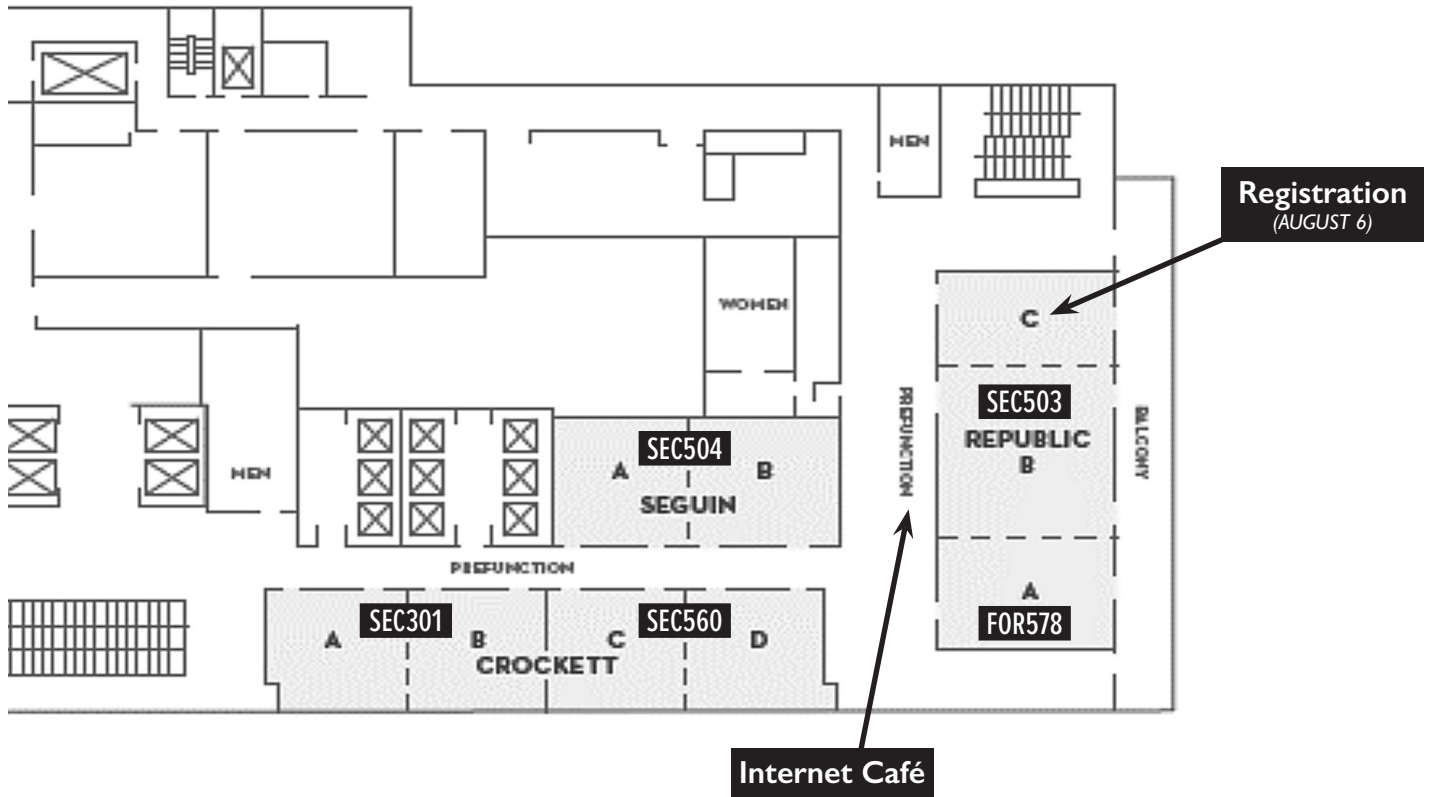 MEN
Registration
(AUGUST 6)
WOMEN
C
PREFUNCTION
SEC503
REPUBLIC
B
BALCONY
MEN
SEC504
A
B
SEGUIN
PREFUNCTION
A
FOR578
SEC301
SEC560
A
B
C
D
CROCKETT
Internet Café